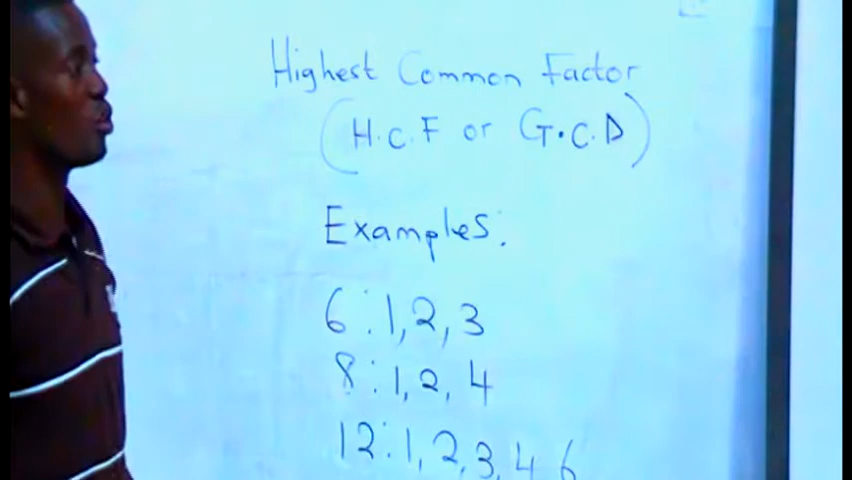 Highest Common Factor
(H.C.F or G.C.D)
Examples:
6:1,2,3
8:1,2,4
12:1,2,3,4 6